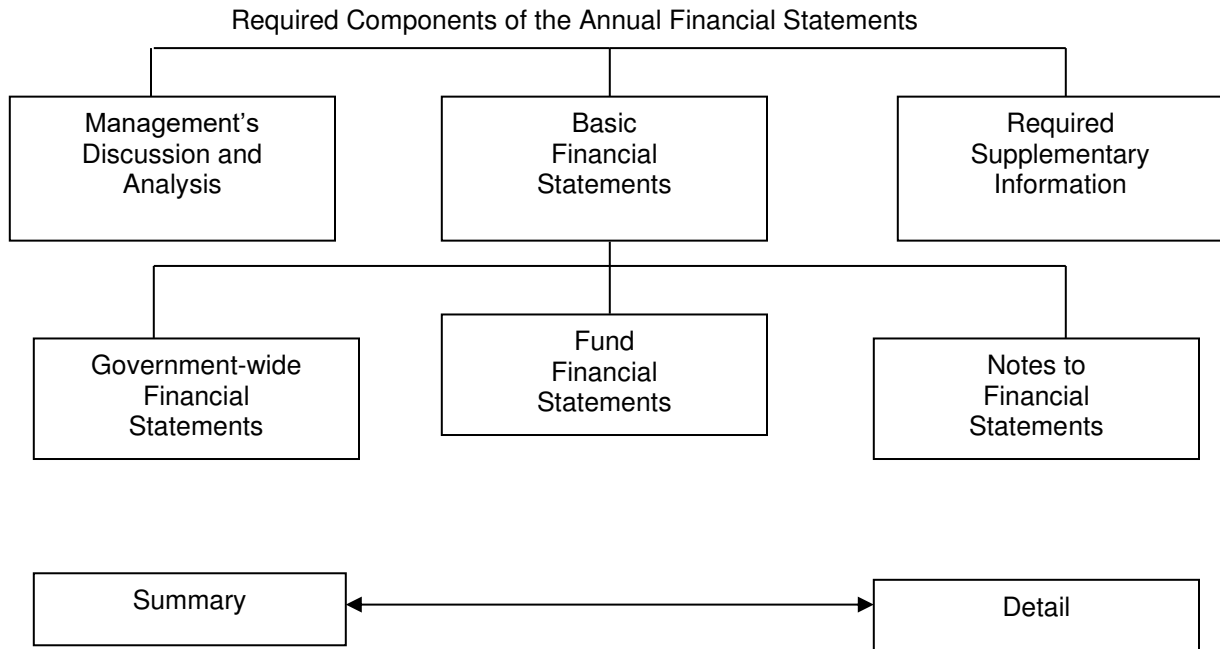 Required Components of the Annual Financial Statements
Management’s
Discussion and
Analysis
Basic
Financial
Statements
Required
Supplementary
Information
Government-wide
Financial
Statements
Fund
Financial
Statements
Notes to
Financial
Statements
Summary
Detail